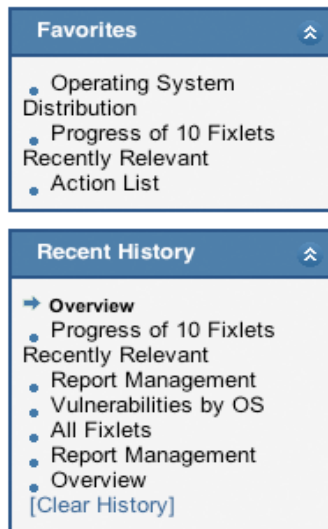 Favorites
Operating System
Distribution
Progress of 10 Fixlets
Recently Relevant
Action List
Recent History
Overview
Progress of 10 Fixlets
Recently Relevant
Report Management
Vulnerabilities by OS
All Fixlets
Report Management
Overview
[Clear History]